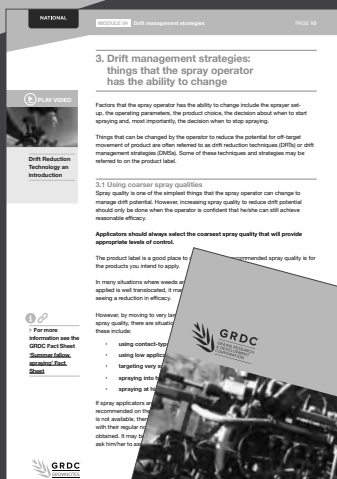 NATIONAL
MODULE 04 Drift management strategies
PAGE 10
3. Drift management strategies:
things that the spray operator
has the ability to change
PLAY VIDEO
Drift Reduction
Technology an
introduction
Factors that the spray operator has the ability to change include the sprayer set-
up, the operating parameters, the product choice, the decision about when to start
spraying and, most importantly, the decision when to stop spraying.
Things that can be changed by the operator to reduce the potential for off-target
movement of product are often referred to as drift reduction techniques (DRTs) or drift
management strategies (DMSs). Some of these techniques and strategies may be
referred to on the product label.
3.1 Using coarser spray qualities
Spray quality is one of the simplest things that the spray operator can change to
manage drift potential. However, increasing spray quality to reduce drift potential
should only be done when the operator is confident that he/she can still achieve
reasonable efficacy.
Applicators should always select the coarsest spray quality that will provide
appropriate levels of control.
The product label is a good place to recommended spray quality is for
the products you intend to apply.
In many situations where weeds ar
applied is well translocated, it ma
seeing a reduction in efficacy.
However, by moving to very lar
spray quality, there are situatio
these include:
• using contact-typ
• using low applica
• targeting very s
• spraying into h
• spraying at hi
If spray applicators ar
recommended on the
is not available, then
with their regular no
obtained. It may b
ask him/her to as
For more
information see the
GRDC Fact Sheet
'Summer fallow
spraying' Fact
Sheet
GRDC
GRAINS RESEARCH
& DEVELOPMENT
CORPORATION
GRDC
GROWNOTES